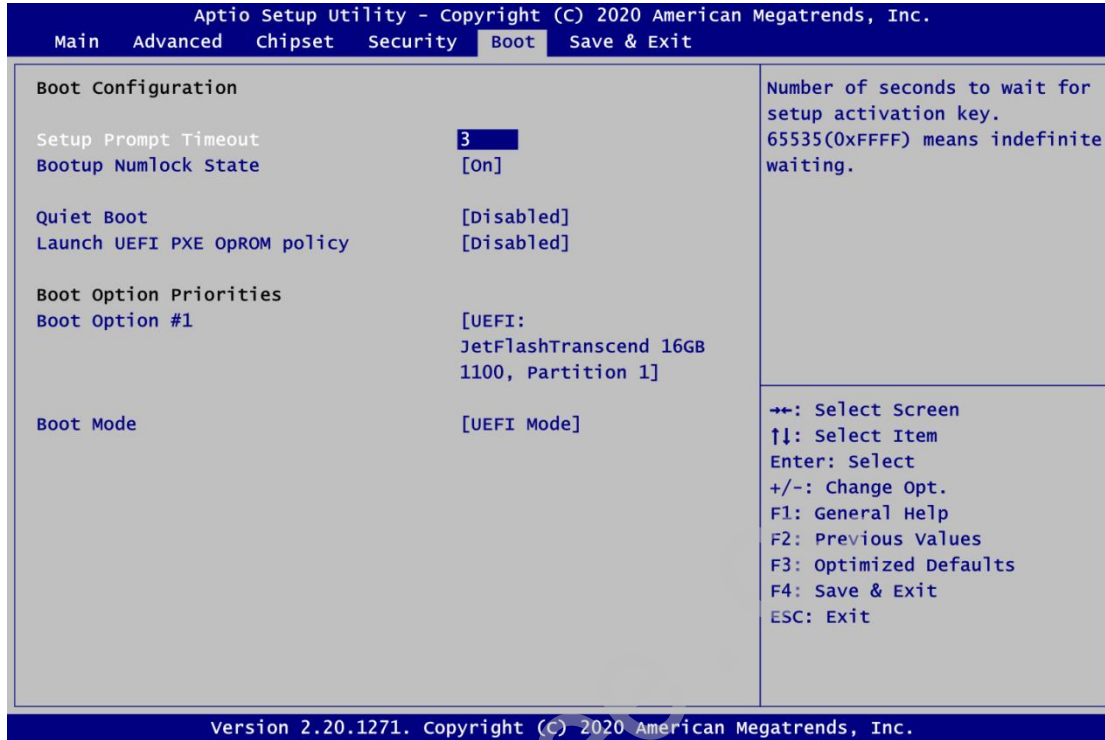 Aptio Setup Utility - Copyright (C) 2020 American Megatrends, Inc.
Main Advanced Chipset Security Boot Save & Exit
Boot Configuration
Setup Prompt Timeout 3
Bootup Numlock State [On]
Quiet Boot [Disabled]
Launch UEFI PXE OpROM policy [Disabled]
Boot Option Priorities
Boot Option #1 [UEFI:
JetFlashTranscend 16GB
1100, Partition 1]
Boot Mode [UEFI Mode]
Number of seconds to wait for
setup activation key.
65535(0xFFFF) means indefinite
waiting.
→←: Select Screen
↑↓: Select Item
Enter: Select
+/-: Change Opt.
F1: General Help
F2: Previous Values
F3: Optimized Defaults
F4: Save & Exit
ESC: Exit
Version 2.20.1271. Copyright (C) 2020 American Megatrends, Inc.